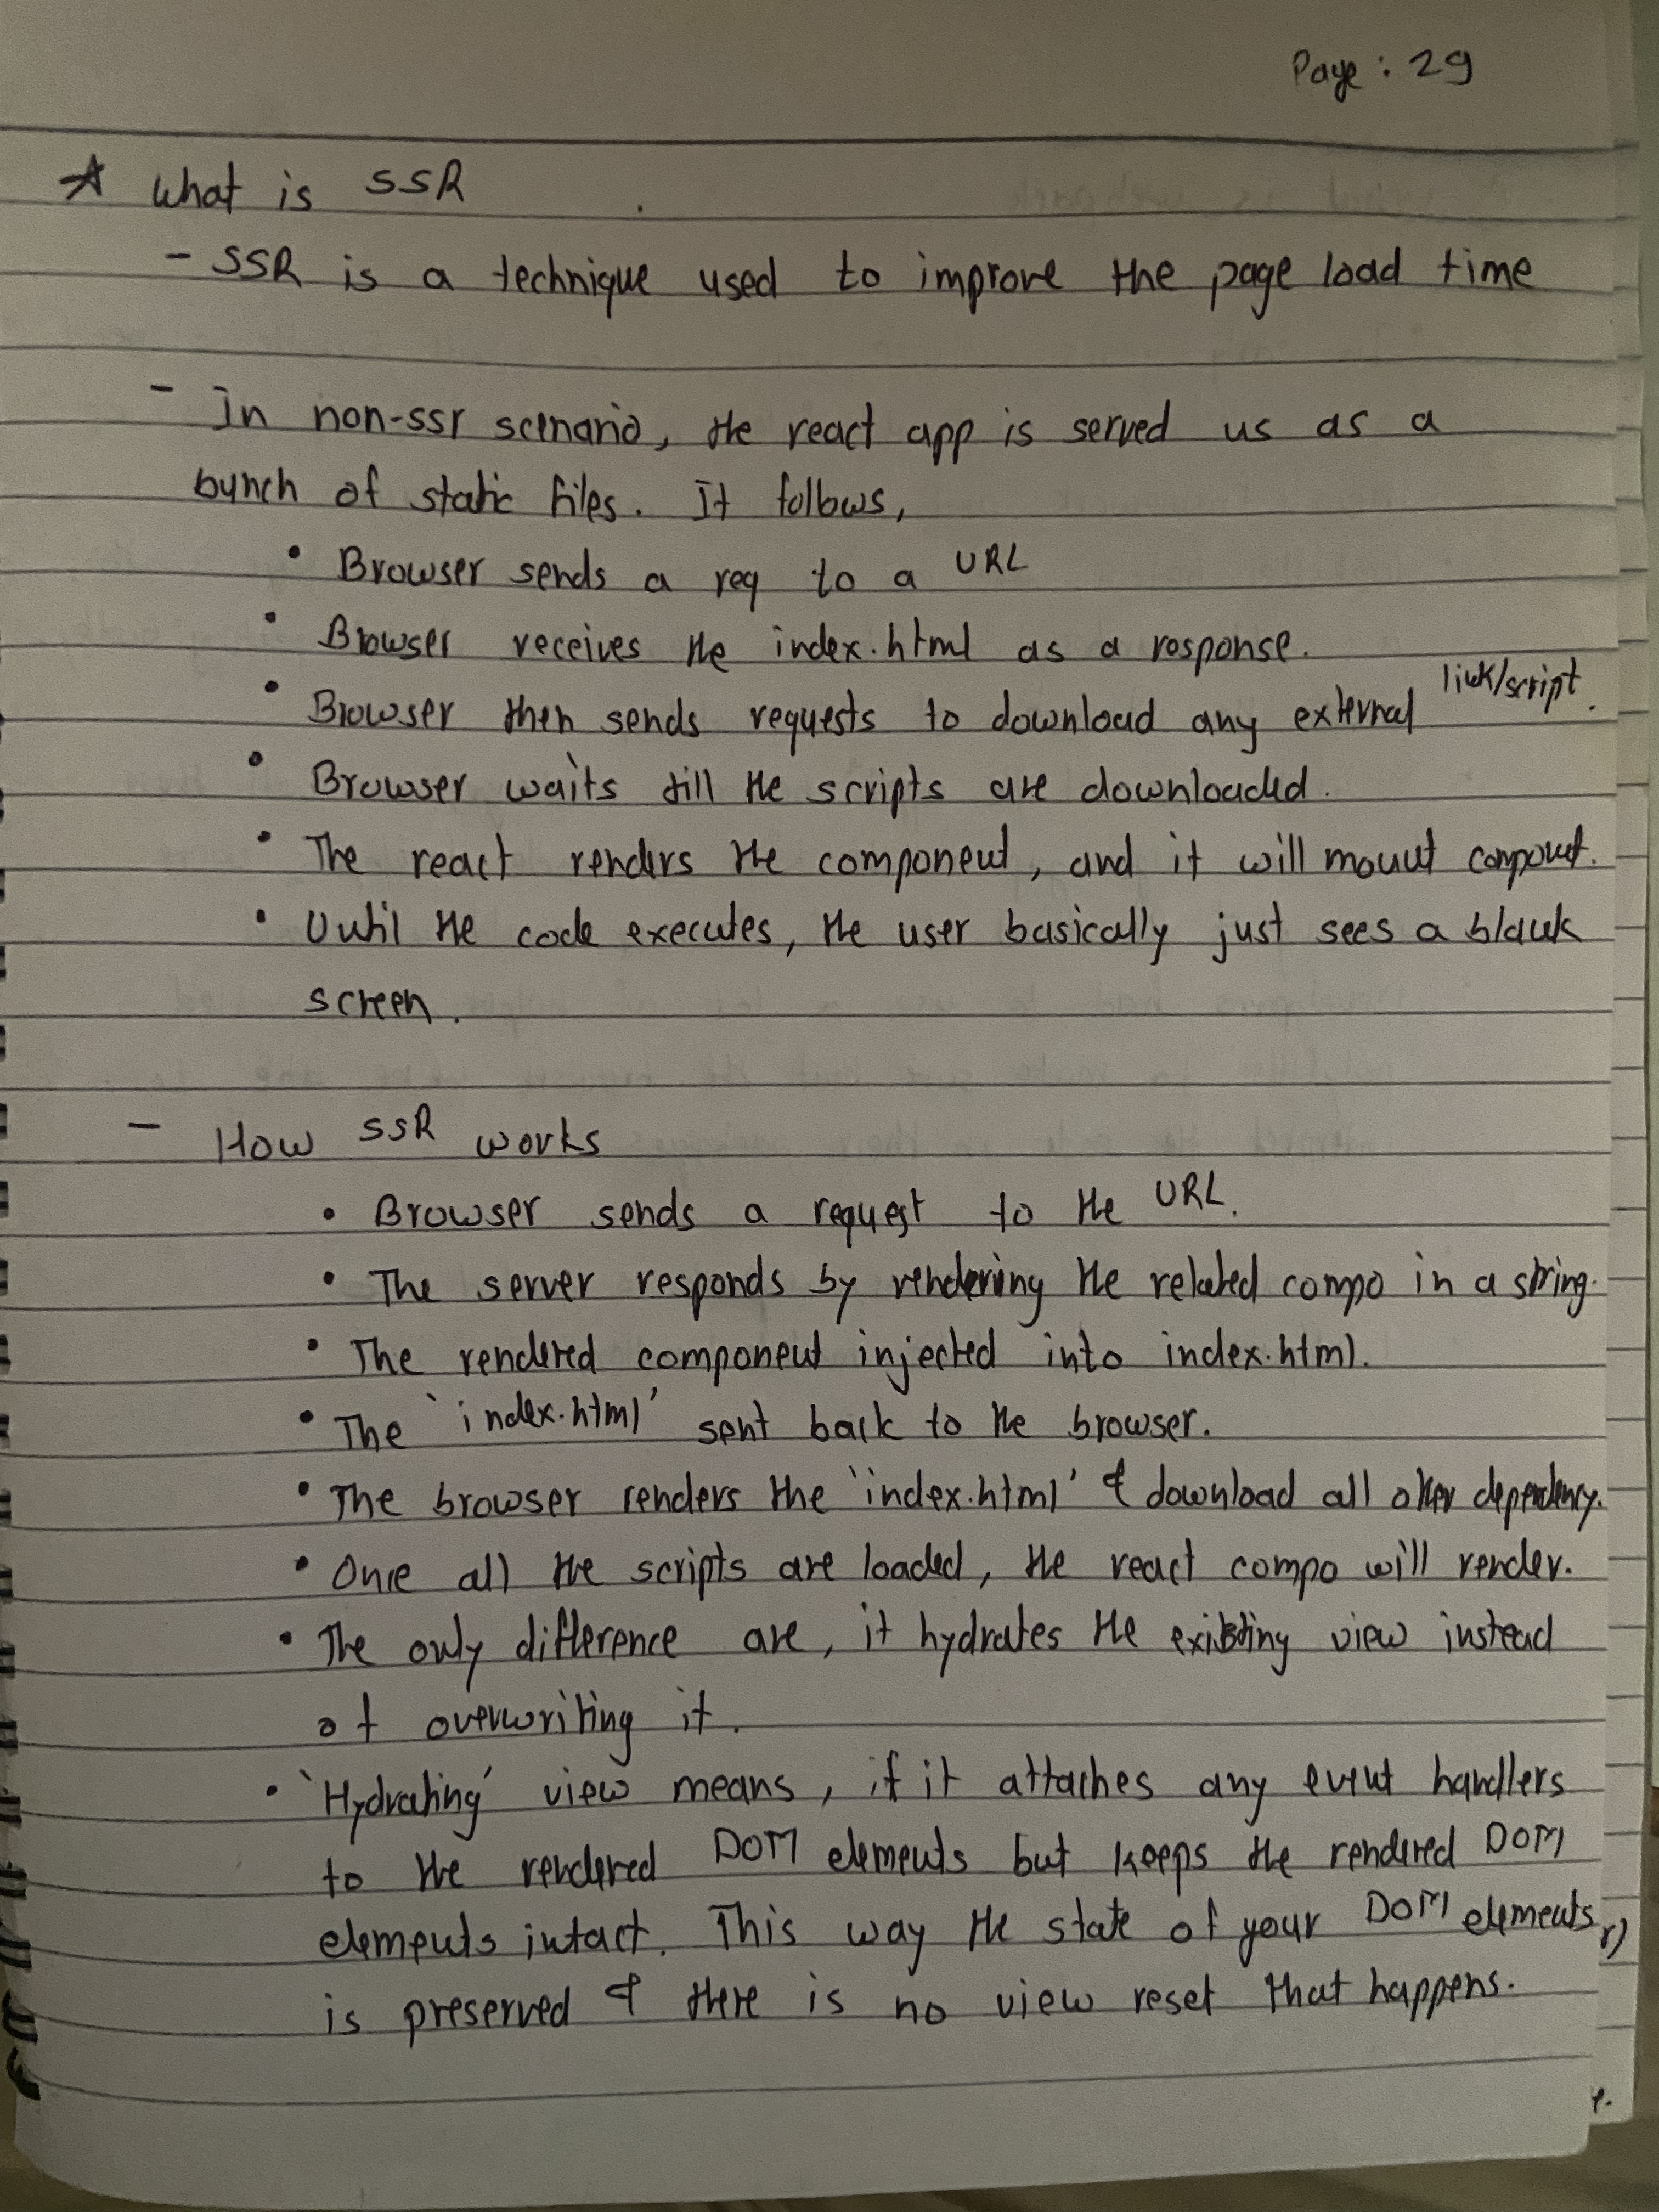 Page : 29
☆ What is SSR
- SSR is a technique used to improve the page load time
- In non-ssr scenario, the react app is served us as a
bunch of static files. It follows,
• Browser sends a req to a URL
• Browser receives the index.html as a response.
• Browser then sends requests to download any external link/script.
• Browser waits till the scripts are downloaded.
• The react renders the component, and it will mount component.
• Until the code executes, the user basically just sees a blank
screen.
- How SSR works
• Browser sends a request to the URL.
• The server responds by rendering the related compo in a string.
• The rendered component injected into index.html.
• The `index.html' sent back to the browser.
• The browser renders the `index.html' & download all other dependency.
• Once all the scripts are loaded, the react compo will render.
• The only difference are, it hydrates the existing view instead
of overwriting it.
• `Hydrating' view means, if it attaches any event handlers
to the rendered DOM elements but keeps the rendered DOM
elements intact. This way the state of your DOM elements
is preserved & there is no view reset that happens.